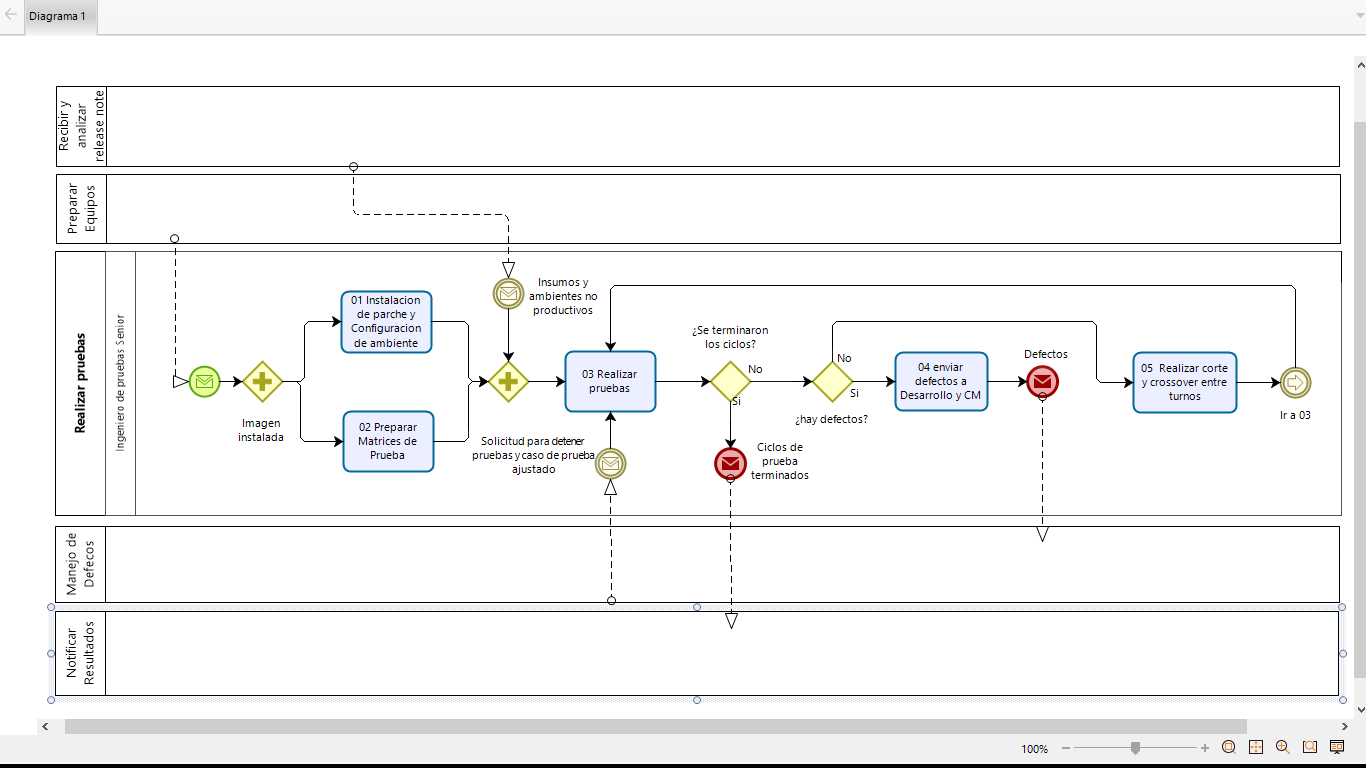 Diagrama 1
Recibir y
analizar
release note
Preparar
Equipos
Realizar pruebas
Ingeniero de pruebas Senior
Imagen
instalada
01 Instalacion
de parche y
Configuracion
de ambiente
02 Preparar
Matrices de
Prueba
Insumos y
ambientes no
productivos
03 Realizar
pruebas
Solicitud para detener
pruebas y caso de prueba
ajustado
¿Se terminaron
los ciclos?
No
Si
Ciclos de
prueba
terminados
No
Si
¿hay defectos?
04 enviar
defectos a
Desarrollo y CM
Defectos
05 Realizar corte
y crossover entre
turnos
Ir a 03
Manejo de
Defecos
Notificar
Resultados
100%